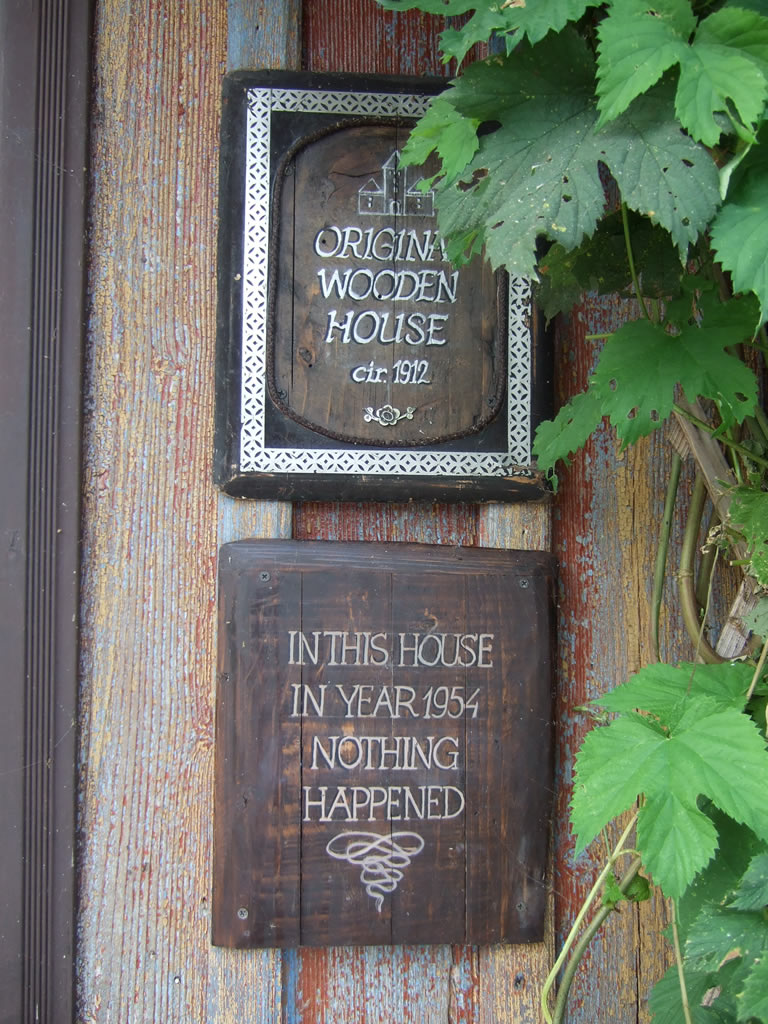 ORIGINA
WOODEN
HOUSE
cir. 1912
IN THIS HOUSE
IN YEAR 1954
NOTHING
HAPPENED